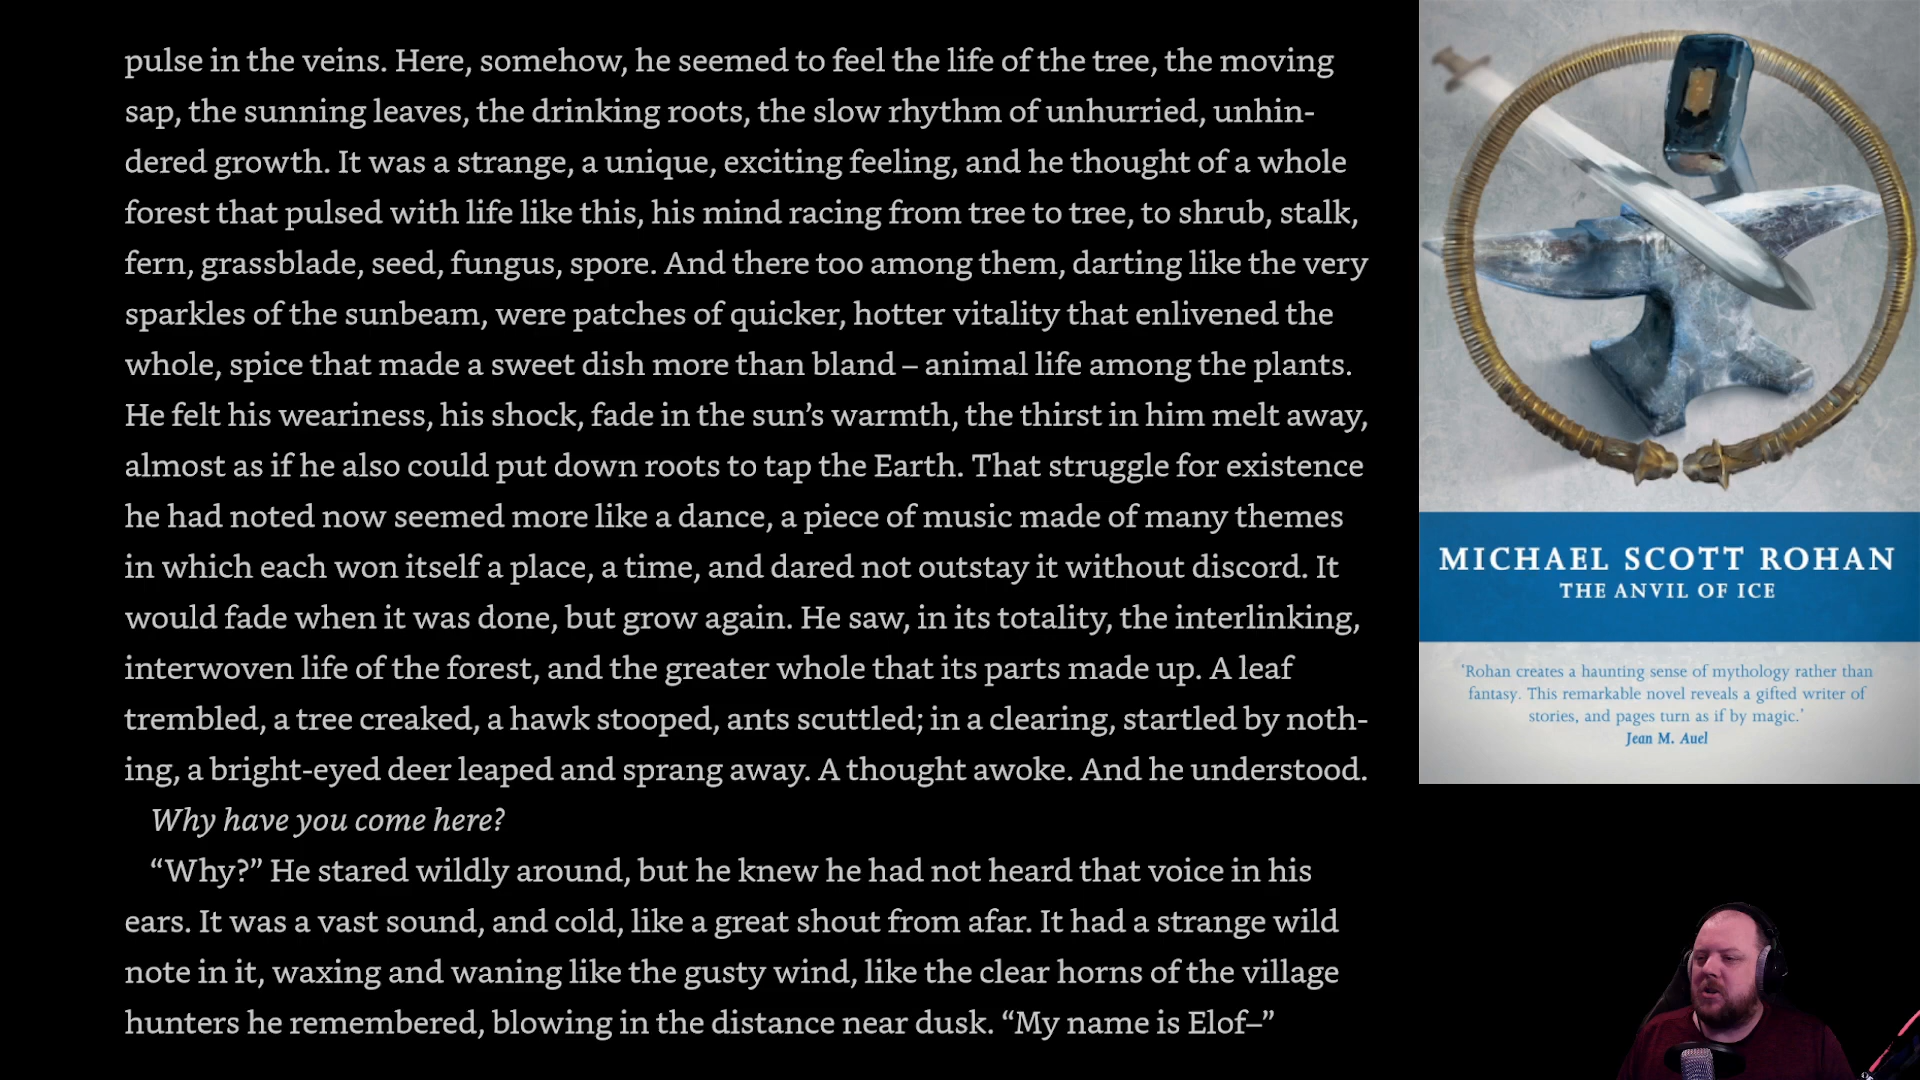 pulse in the veins. Here, somehow, he seemed to feel the life of the tree, the moving
sap, the sunning leaves, the drinking roots, the slow rhythm of unhurried, unhin-
dered growth. It was a strange, a unique, exciting feeling, and he thought of a whole
forest that pulsed with life like this, his mind racing from tree to tree, to shrub, stalk,
fern, grassblade, seed, fungus, spore. And there too among them, darting like the very
sparkles of the sunbeam, were patches of quicker, hotter vitality that enlivened the
whole, spice that made a sweet dish more than bland – animal life among the plants.
He felt his weariness, his shock, fade in the sun’s warmth, the thirst in him melt away,
almost as if he also could put down roots to tap the Earth. That struggle for existence
he had noted now seemed more like a dance, a piece of music made of many themes
in which each won itself a place, a time, and dared not outstay it without discord. It
would fade when it was done, but grow again. He saw, in its totality, the interlinking,
interwoven life of the forest, and the greater whole that its parts made up. A leaf
trembled, a tree creaked, a hawk stooped, ants scuttled; in a clearing, startled by noth-
ing, a bright-eyed deer leaped and sprang away. A thought awoke. And he understood.
Why have you come here?
“Why?” He stared wildly around, but he knew he had not heard that voice in his
ears. It was a vast sound, and cold, like a great shout from afar. It had a strange wild
note in it, waxing and waning like the gusty wind, like the clear horns of the village
hunters he remembered, blowing in the distance near dusk. “My name is Elof–”
MICHAEL SCOTT ROHAN
THE ANVIL OF ICE
‘Rohan creates a haunting sense of mythology rather than
fantasy. This remarkable novel reveals a gifted writer of
stories, and pages turn as if by magic.’
Jean M. Auel